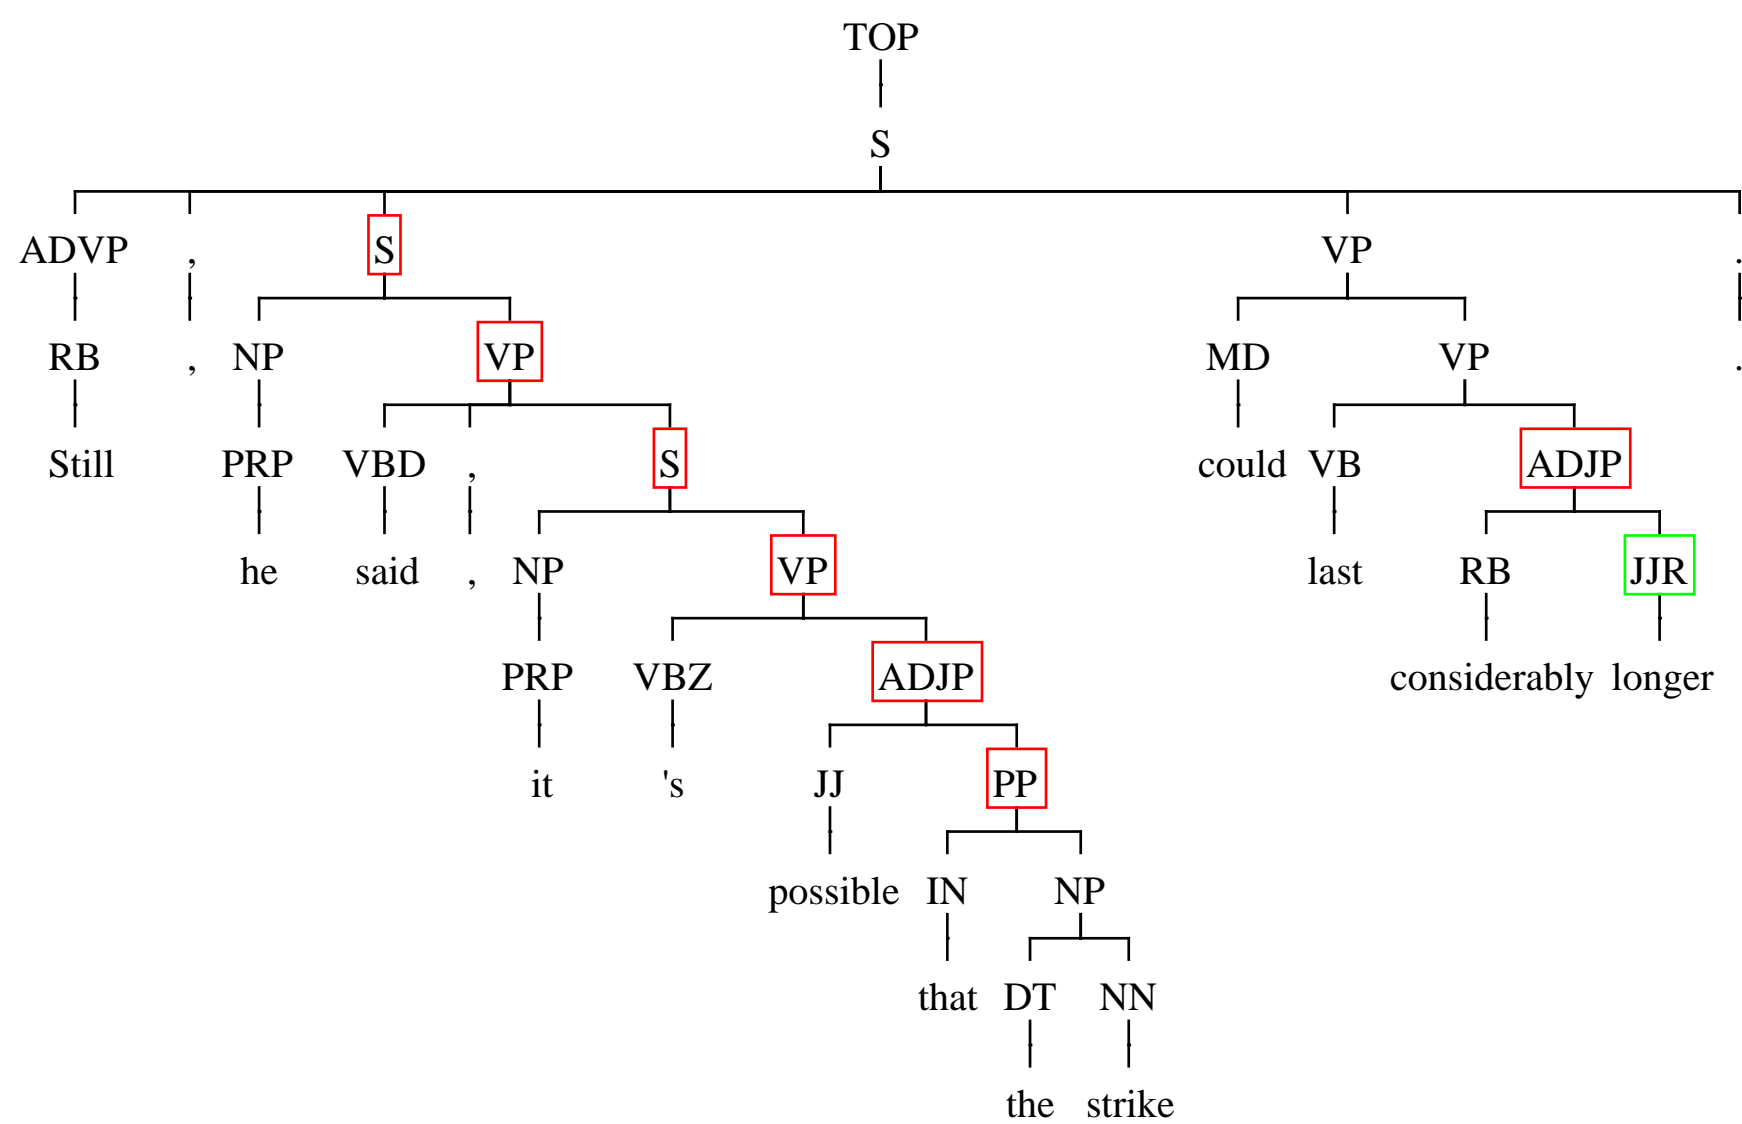 TOP
S
ADVP , S VP .
RB , NP VP MD VP .
Still PRP VBD , S could VB ADJP
he said , NP VP last RB JJR
PRP VBZ ADJP considerably longer
it 's JJ PP
possible IN NP
that DT NN
the strike